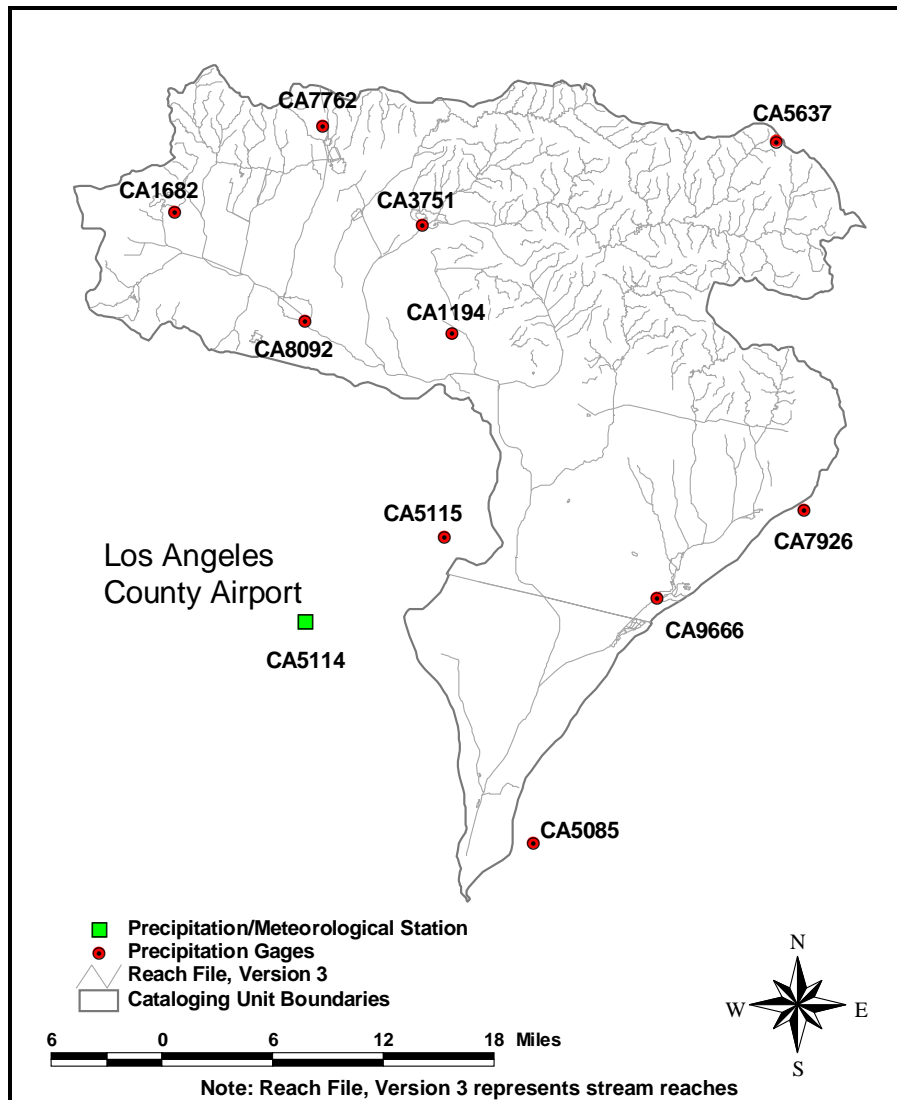 CA7762
CA5637
CA1682
CA3751
CA1194
CA8092
CA5115
CA7926
Los Angeles
County Airport
CA9666
CA5114
CA5085
Precipitation/Meteorological Station
Precipitation Gages
Reach File, Version 3
Cataloging Unit Boundaries
N
W
E
S
6 0 6 12 18 Miles
Note: Reach File, Version 3 represents stream reaches